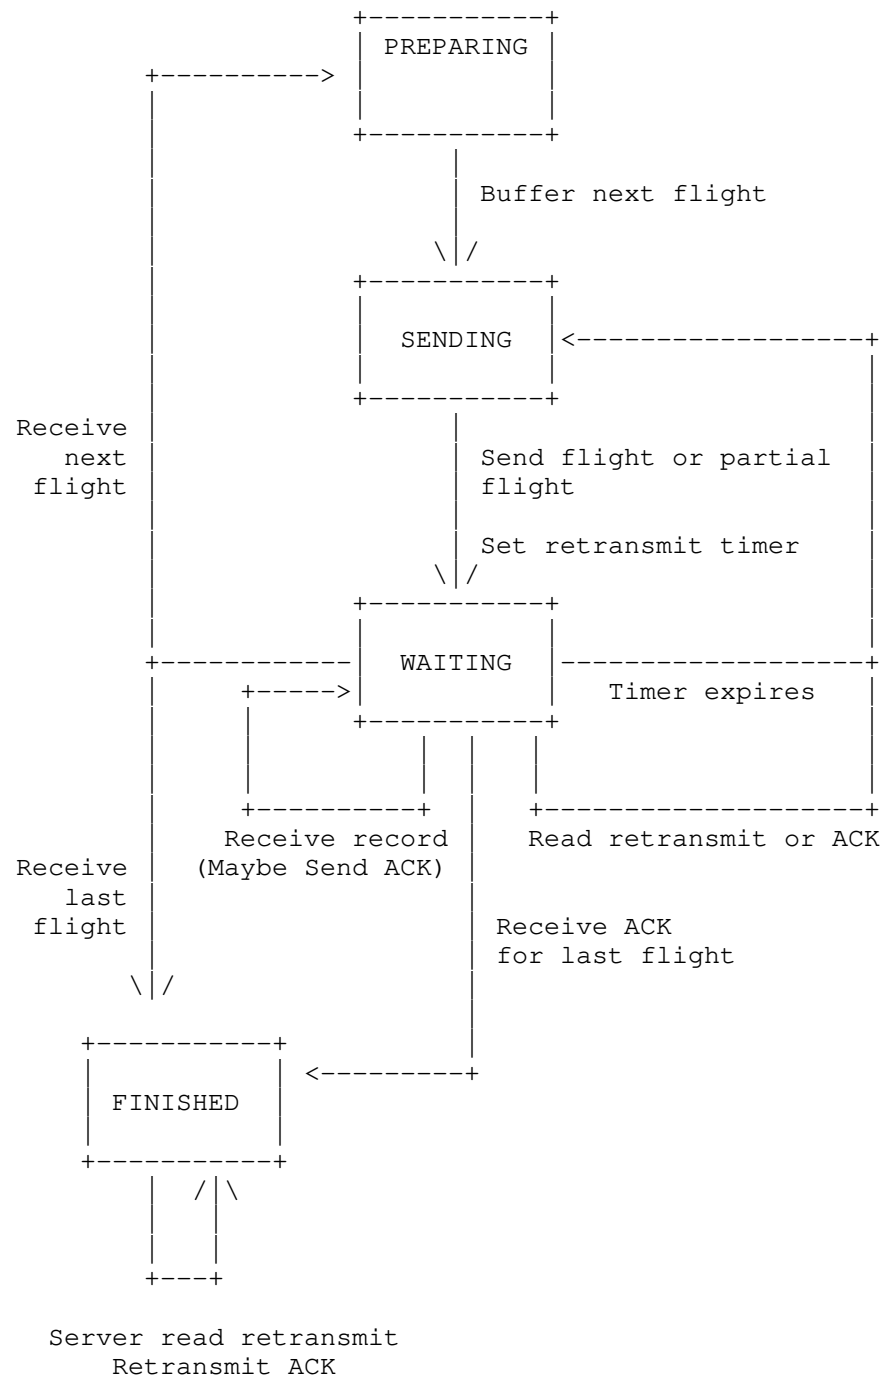 PREPARING
Buffer next flight
SENDING
Receive
next
flight
Send flight or partial
flight
Set retransmit timer
WAITING
Timer expires
Receive record
(Maybe Send ACK)
Read retransmit or ACK
Receive
last
flight
Receive ACK
for last flight
FINISHED
Server read retransmit
Retransmit ACK